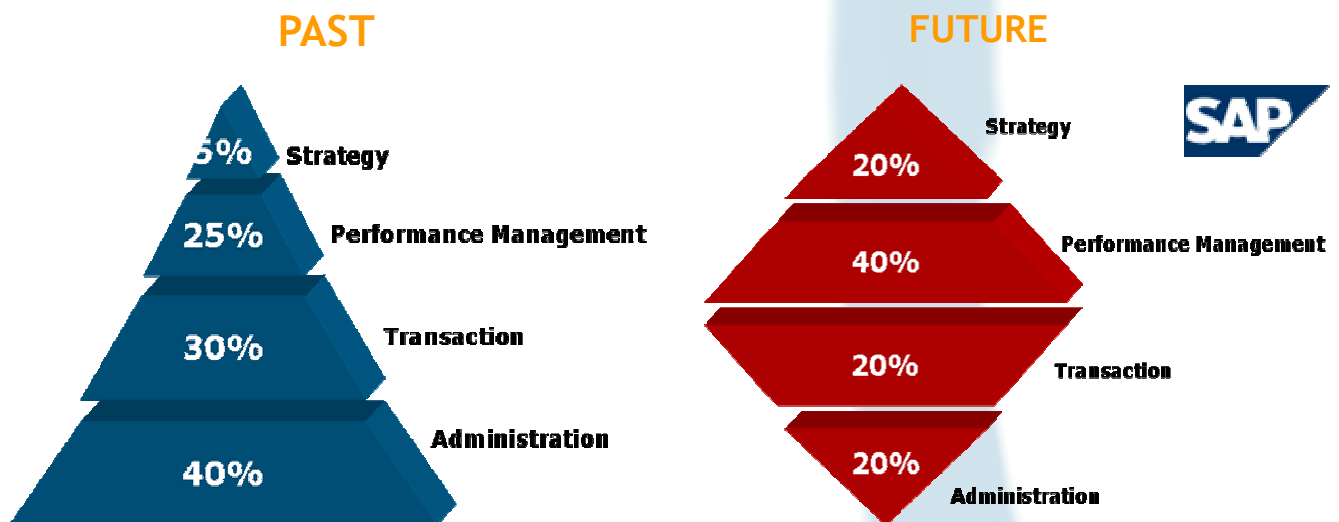 PAST
5% Strategy
25% Performance Management
30% Transaction
40% Administration
FUTURE
SAP
Strategy
20%
Performance Management
40%
20%
Transaction
20%
Administration